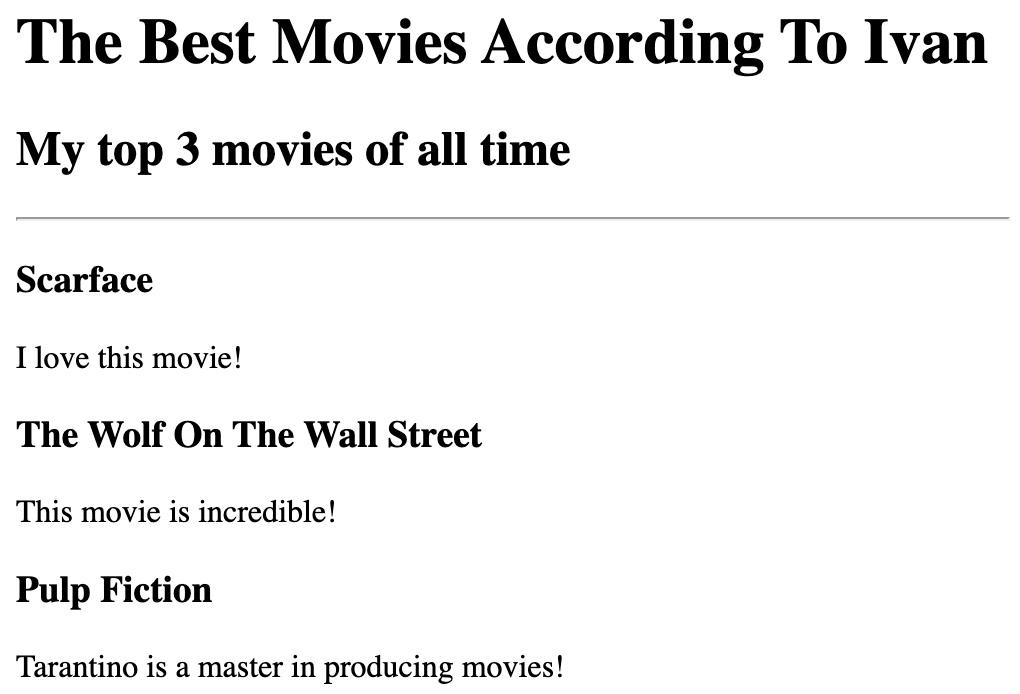 The Best Movies According To Ivan
My top 3 movies of all time
Scarface
I love this movie!
The Wolf On The Wall Street
This movie is incredible!
Pulp Fiction
Tarantino is a master in producing movies!